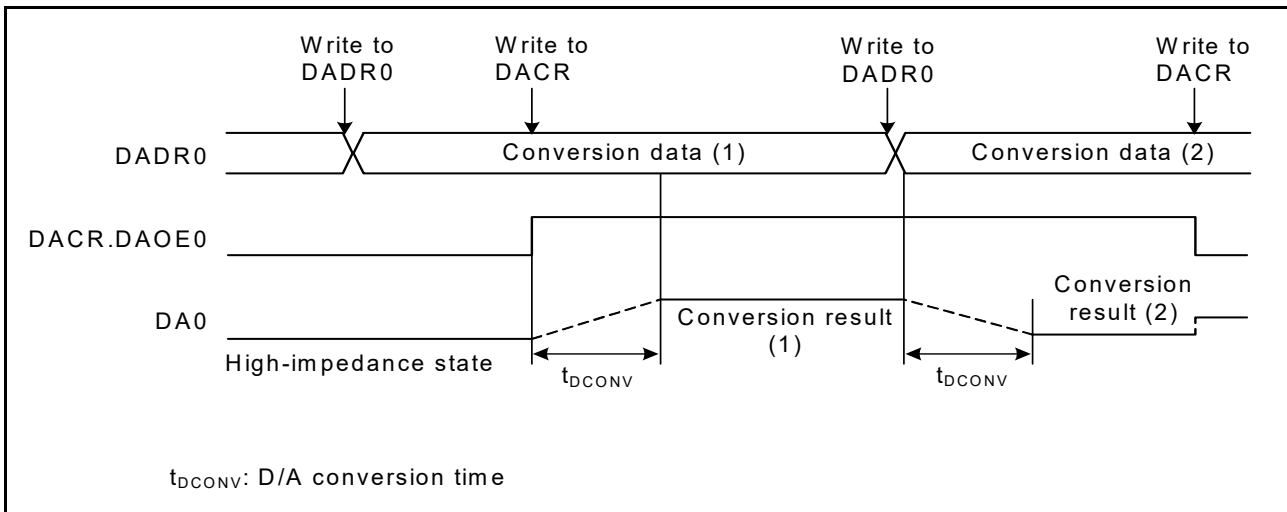 Write to
DADR0
Write to
DACR
Write to
DADR0
Write to
DACR
DADR0
Conversion data (1)
Conversion data (2)
DACR.DAOE0
DA0
Conversion result
(1)
Conversion
result (2)
High-impedance state
tDCONV
tDCONV
tDCONV: D/A conversion time